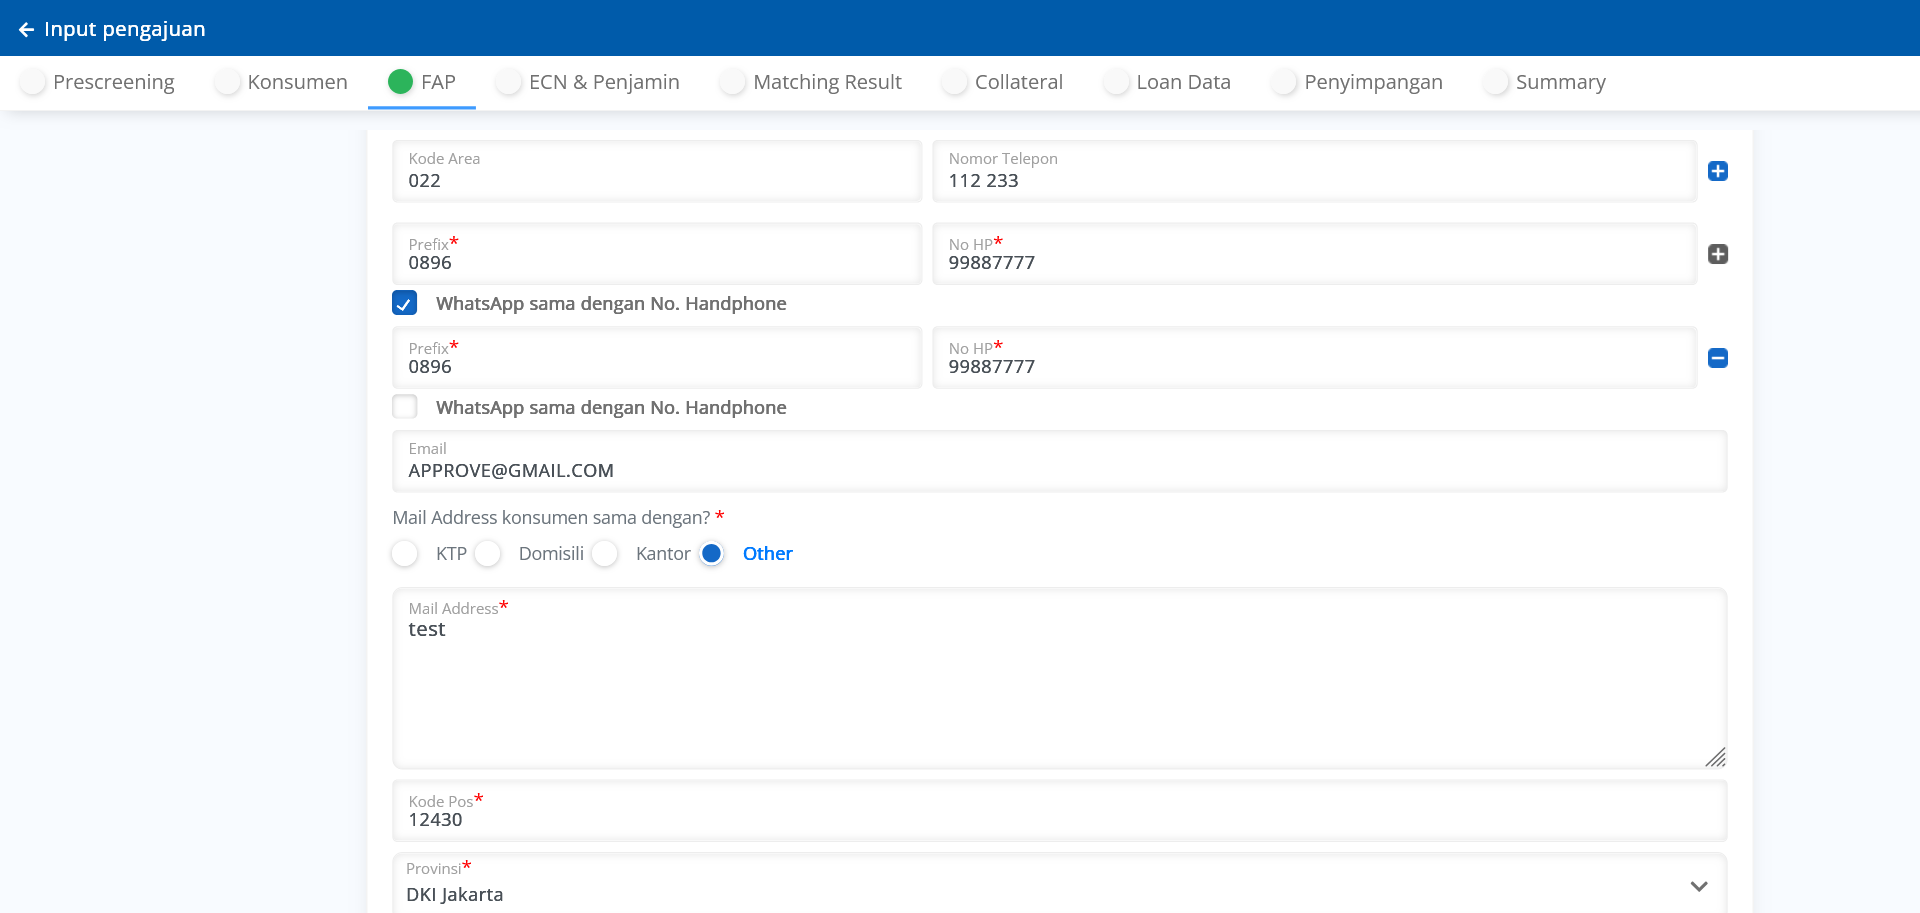 Input pengajuan
Prescreening Konsumen FAP ECN & Penjamin Matching Result Collateral Loan Data Penyimpangan Summary
Kode Area Nomor Telepon
022 112 233
Prefix* No HP*
0896 99887777
WhatsApp sama dengan No. Handphone
Prefix* No HP*
0896 99887777
WhatsApp sama dengan No. Handphone
Email
APPROVE@GMAIL.COM
Mail Address konsumen sama dengan? *
KTP Domisili Kantor Other
Mail Address*
test
Kode Pos*
12430
Provinsi*
DKI Jakarta